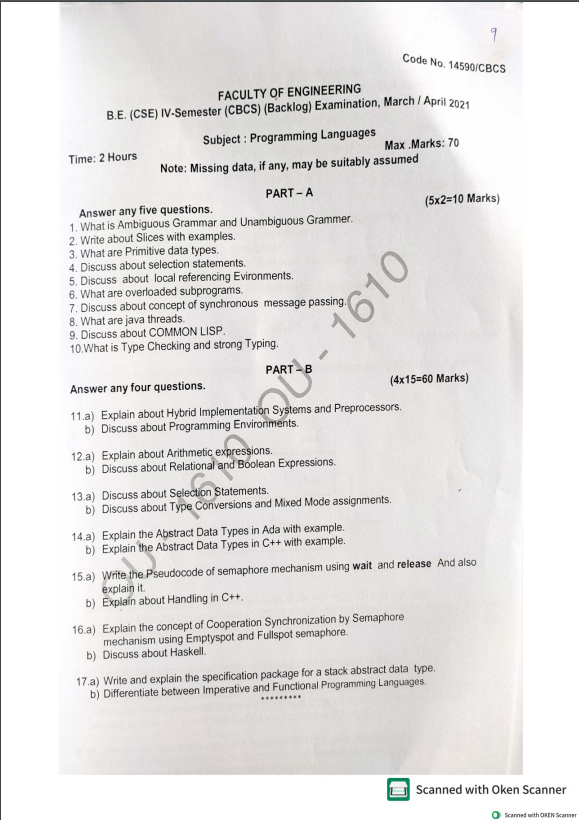 9
Code No. 14590/CBCS
FACULTY OF ENGINEERING
B.E. (CSE) IV-Semester (CBCS) (Backlog) Examination, March / April 2021
Subject : Programming Languages
Time: 2 Hours
Max .Marks: 70
Note: Missing data, if any, may be suitably assumed
PART – A
Answer any five questions.
(5x2=10 Marks)
1. What is Ambiguous Grammar and Unambiguous Grammer.
2. Write about Slices with examples.
3. What are Primitive data types.
4. Discuss about selection statements.
5. Discuss about local referencing Evironments.
6. What are overloaded subprograms.
7. Discuss about concept of synchronous message passing.
8. What are java threads.
9. Discuss about COMMON LISP.
10.What is Type Checking and strong Typing.
PART – B
Answer any four questions.
(4x15=60 Marks)
11.a) Explain about Hybrid Implementation Systems and Preprocessors.
b) Discuss about Programming Environments.
12.a) Explain about Arithmetic expressions.
b) Discuss about Relational and Boolean Expressions.
13.a) Discuss about Selection Statements.
b) Discuss about Type Conversions and Mixed Mode assignments.
14.a) Explain the Abstract Data Types in Ada with example.
b) Explain the Abstract Data Types in C++ with example.
15.a) Write the Pseudocode of semaphore mechanism using wait and release And also
explain it.
b) Explain about Handling in C++.
16.a) Explain the concept of Cooperation Synchronization by Semaphore
mechanism using Emptyspot and Fullspot semaphore.
b) Discuss about Haskell.
17.a) Write and explain the specification package for a stack abstract data type.
b) Differentiate between Imperative and Functional Programming Languages.
*********
OU - 1610 OU - 1610
Scanned with Oken Scanner
Scanned with OKEN Scanner